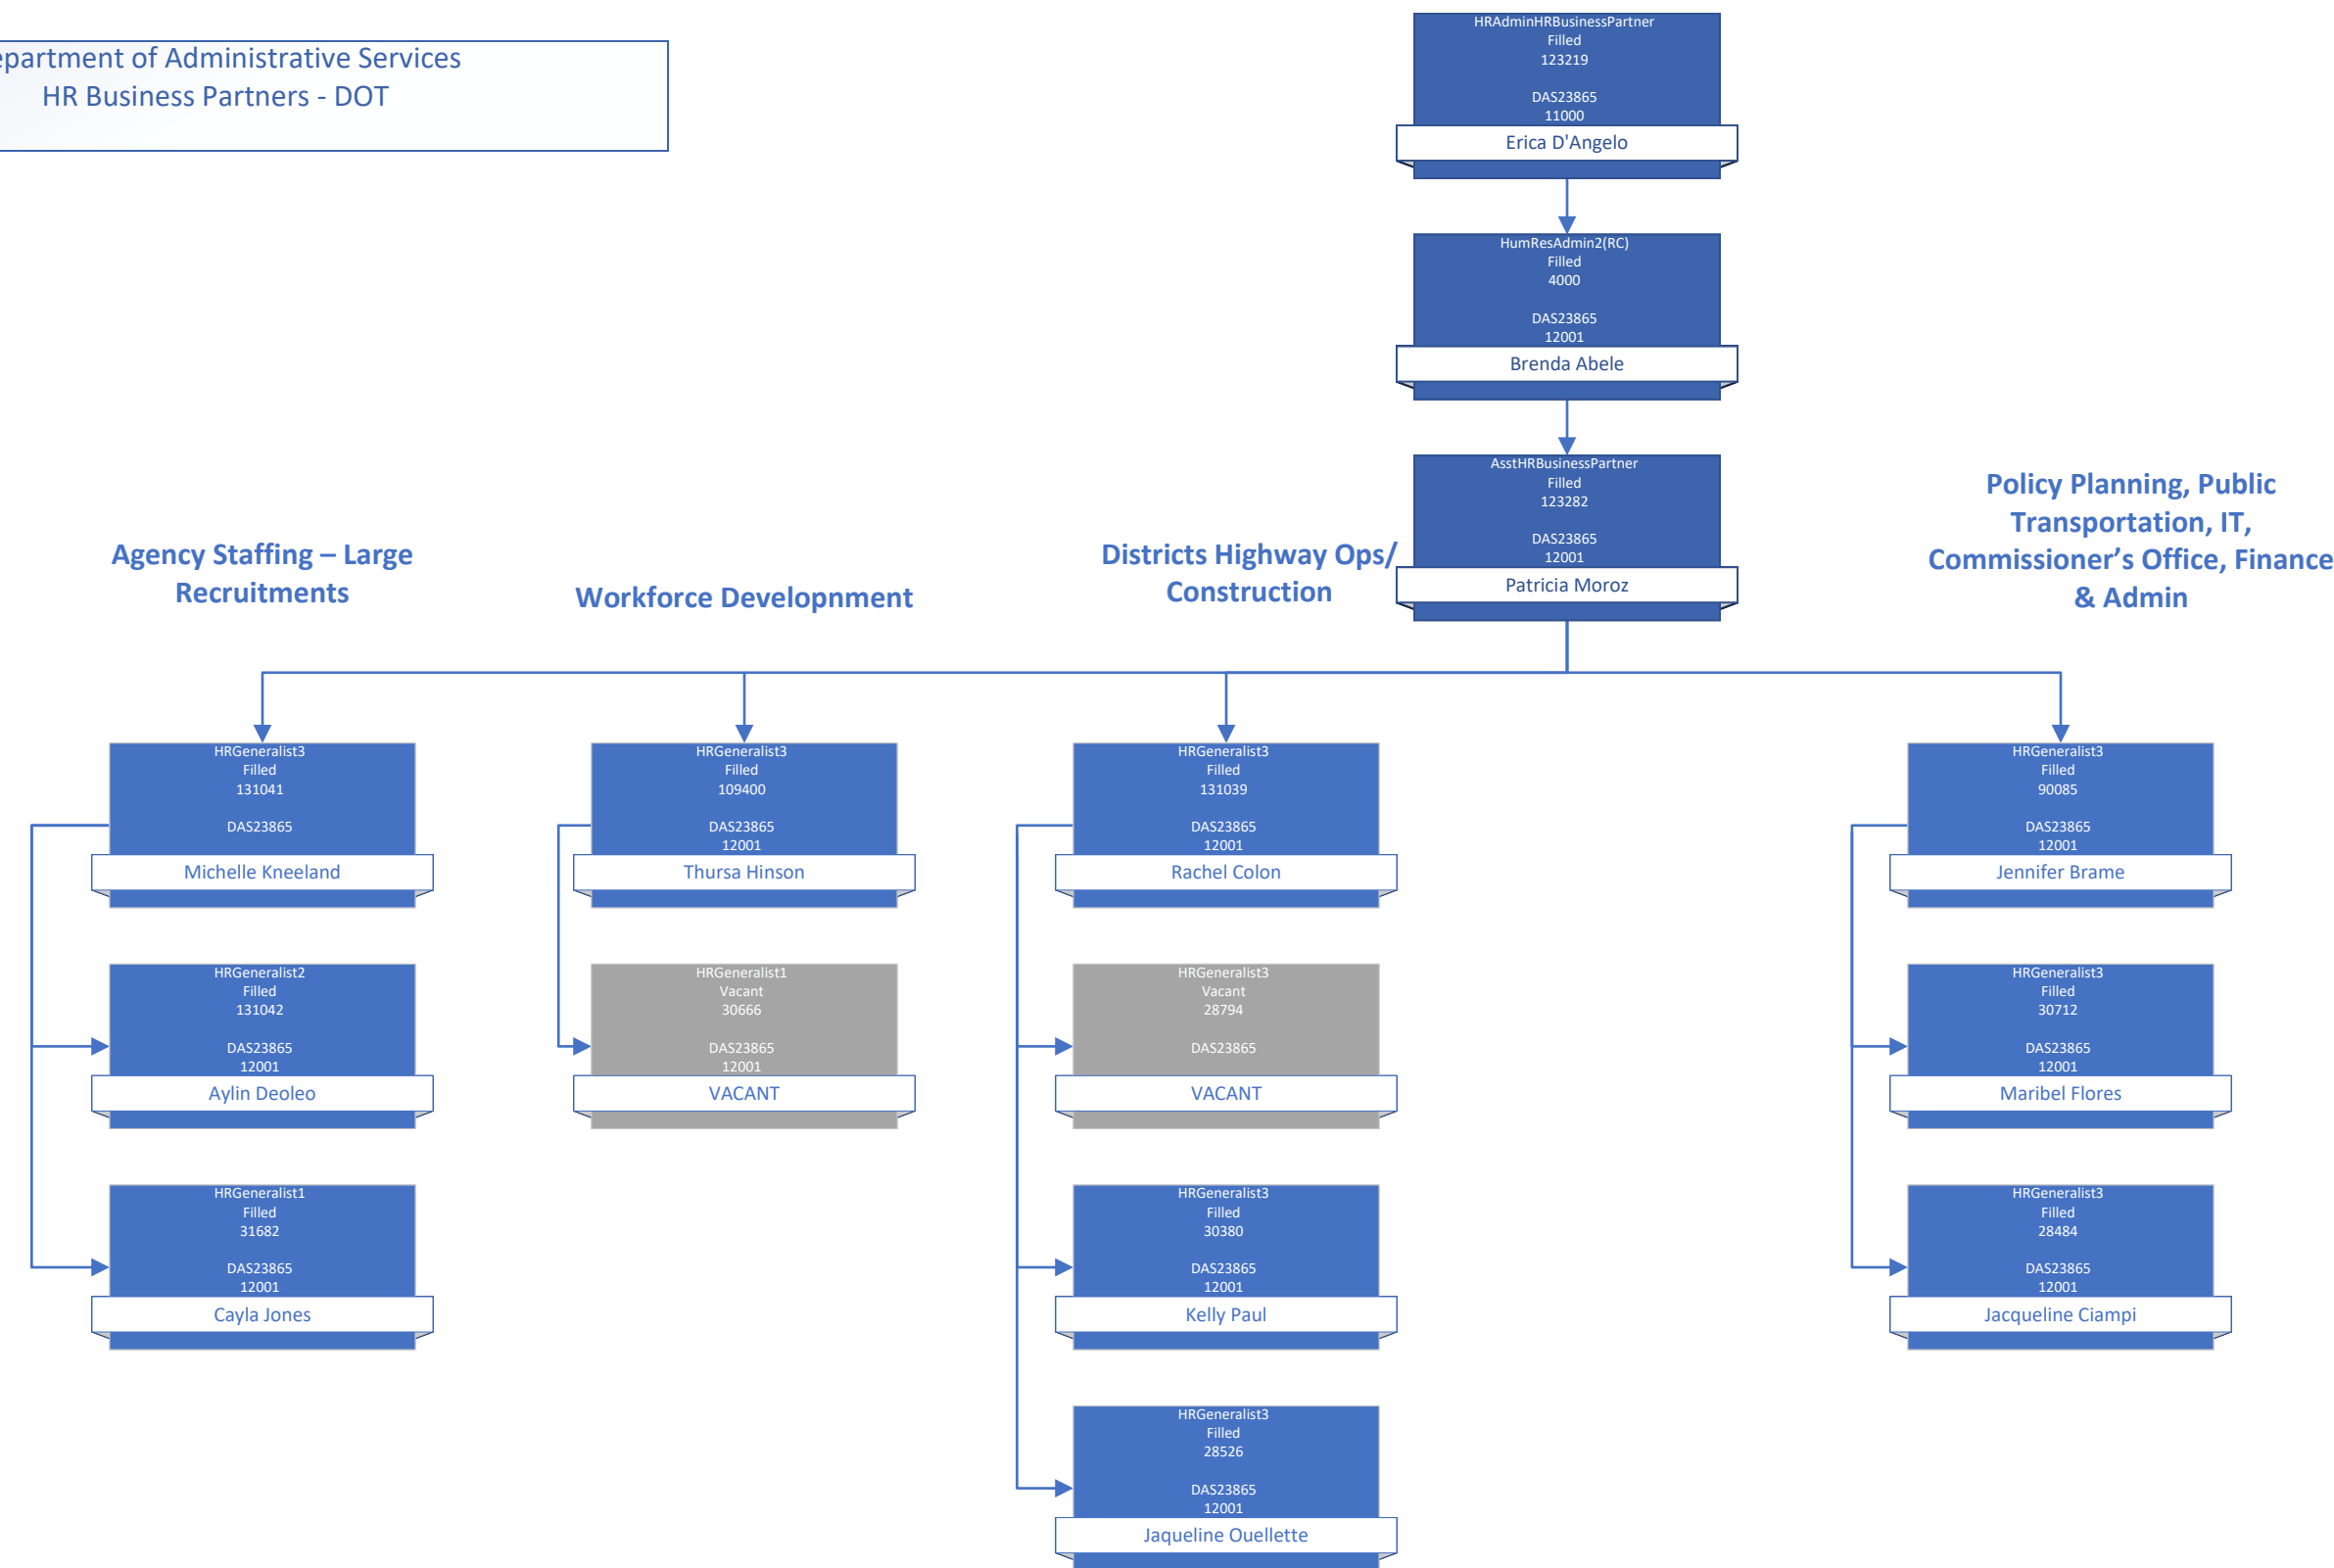 epartment of Administrative Services
HR Business Partners - DOT
HRAdminHRBusinessPartner
Filled
123219
DAS23865
11000
Erica D'Angelo
HumResAdmin2(RC)
Filled
4000
DAS23865
12001
Brenda Abele
AsstHRBusinessPartner
Filled
123282
DAS23865
12001
Patricia Moroz
Agency Staffing – Large
Recruitments
Workforce Developnment
Districts Highway Ops/
Construction
Policy Planning, Public
Transportation, IT,
Commissioner’s Office, Finance
& Admin
HRGeneralist3
Filled
131041
DAS23865
Michelle Kneeland
HRGeneralist2
Filled
131042
DAS23865
12001
Aylin Deoleo
HRGeneralist1
Filled
31682
DAS23865
12001
Cayla Jones
HRGeneralist3
Filled
109400
DAS23865
12001
Thursa Hinson
HRGeneralist1
Vacant
30666
DAS23865
12001
VACANT
HRGeneralist3
Filled
131039
DAS23865
12001
Rachel Colon
HRGeneralist3
Vacant
28794
DAS23865
VACANT
HRGeneralist3
Filled
30380
DAS23865
12001
Kelly Paul
HRGeneralist3
Filled
28526
DAS23865
12001
Jaqueline Ouellette
HRGeneralist3
Filled
90085
DAS23865
12001
Jennifer Brame
HRGeneralist3
Filled
30712
DAS23865
12001
Maribel Flores
HRGeneralist3
Filled
28484
DAS23865
12001
Jacqueline Ciampi